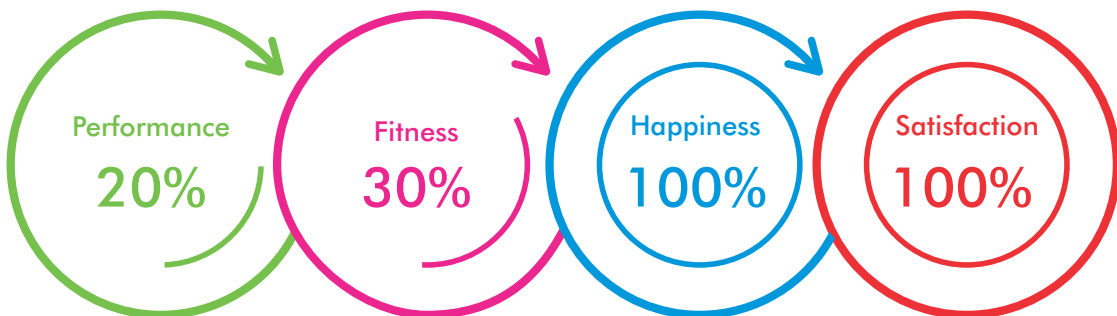 Performance
20%
Fitness
30%
Happiness
100%
Satisfaction
100%